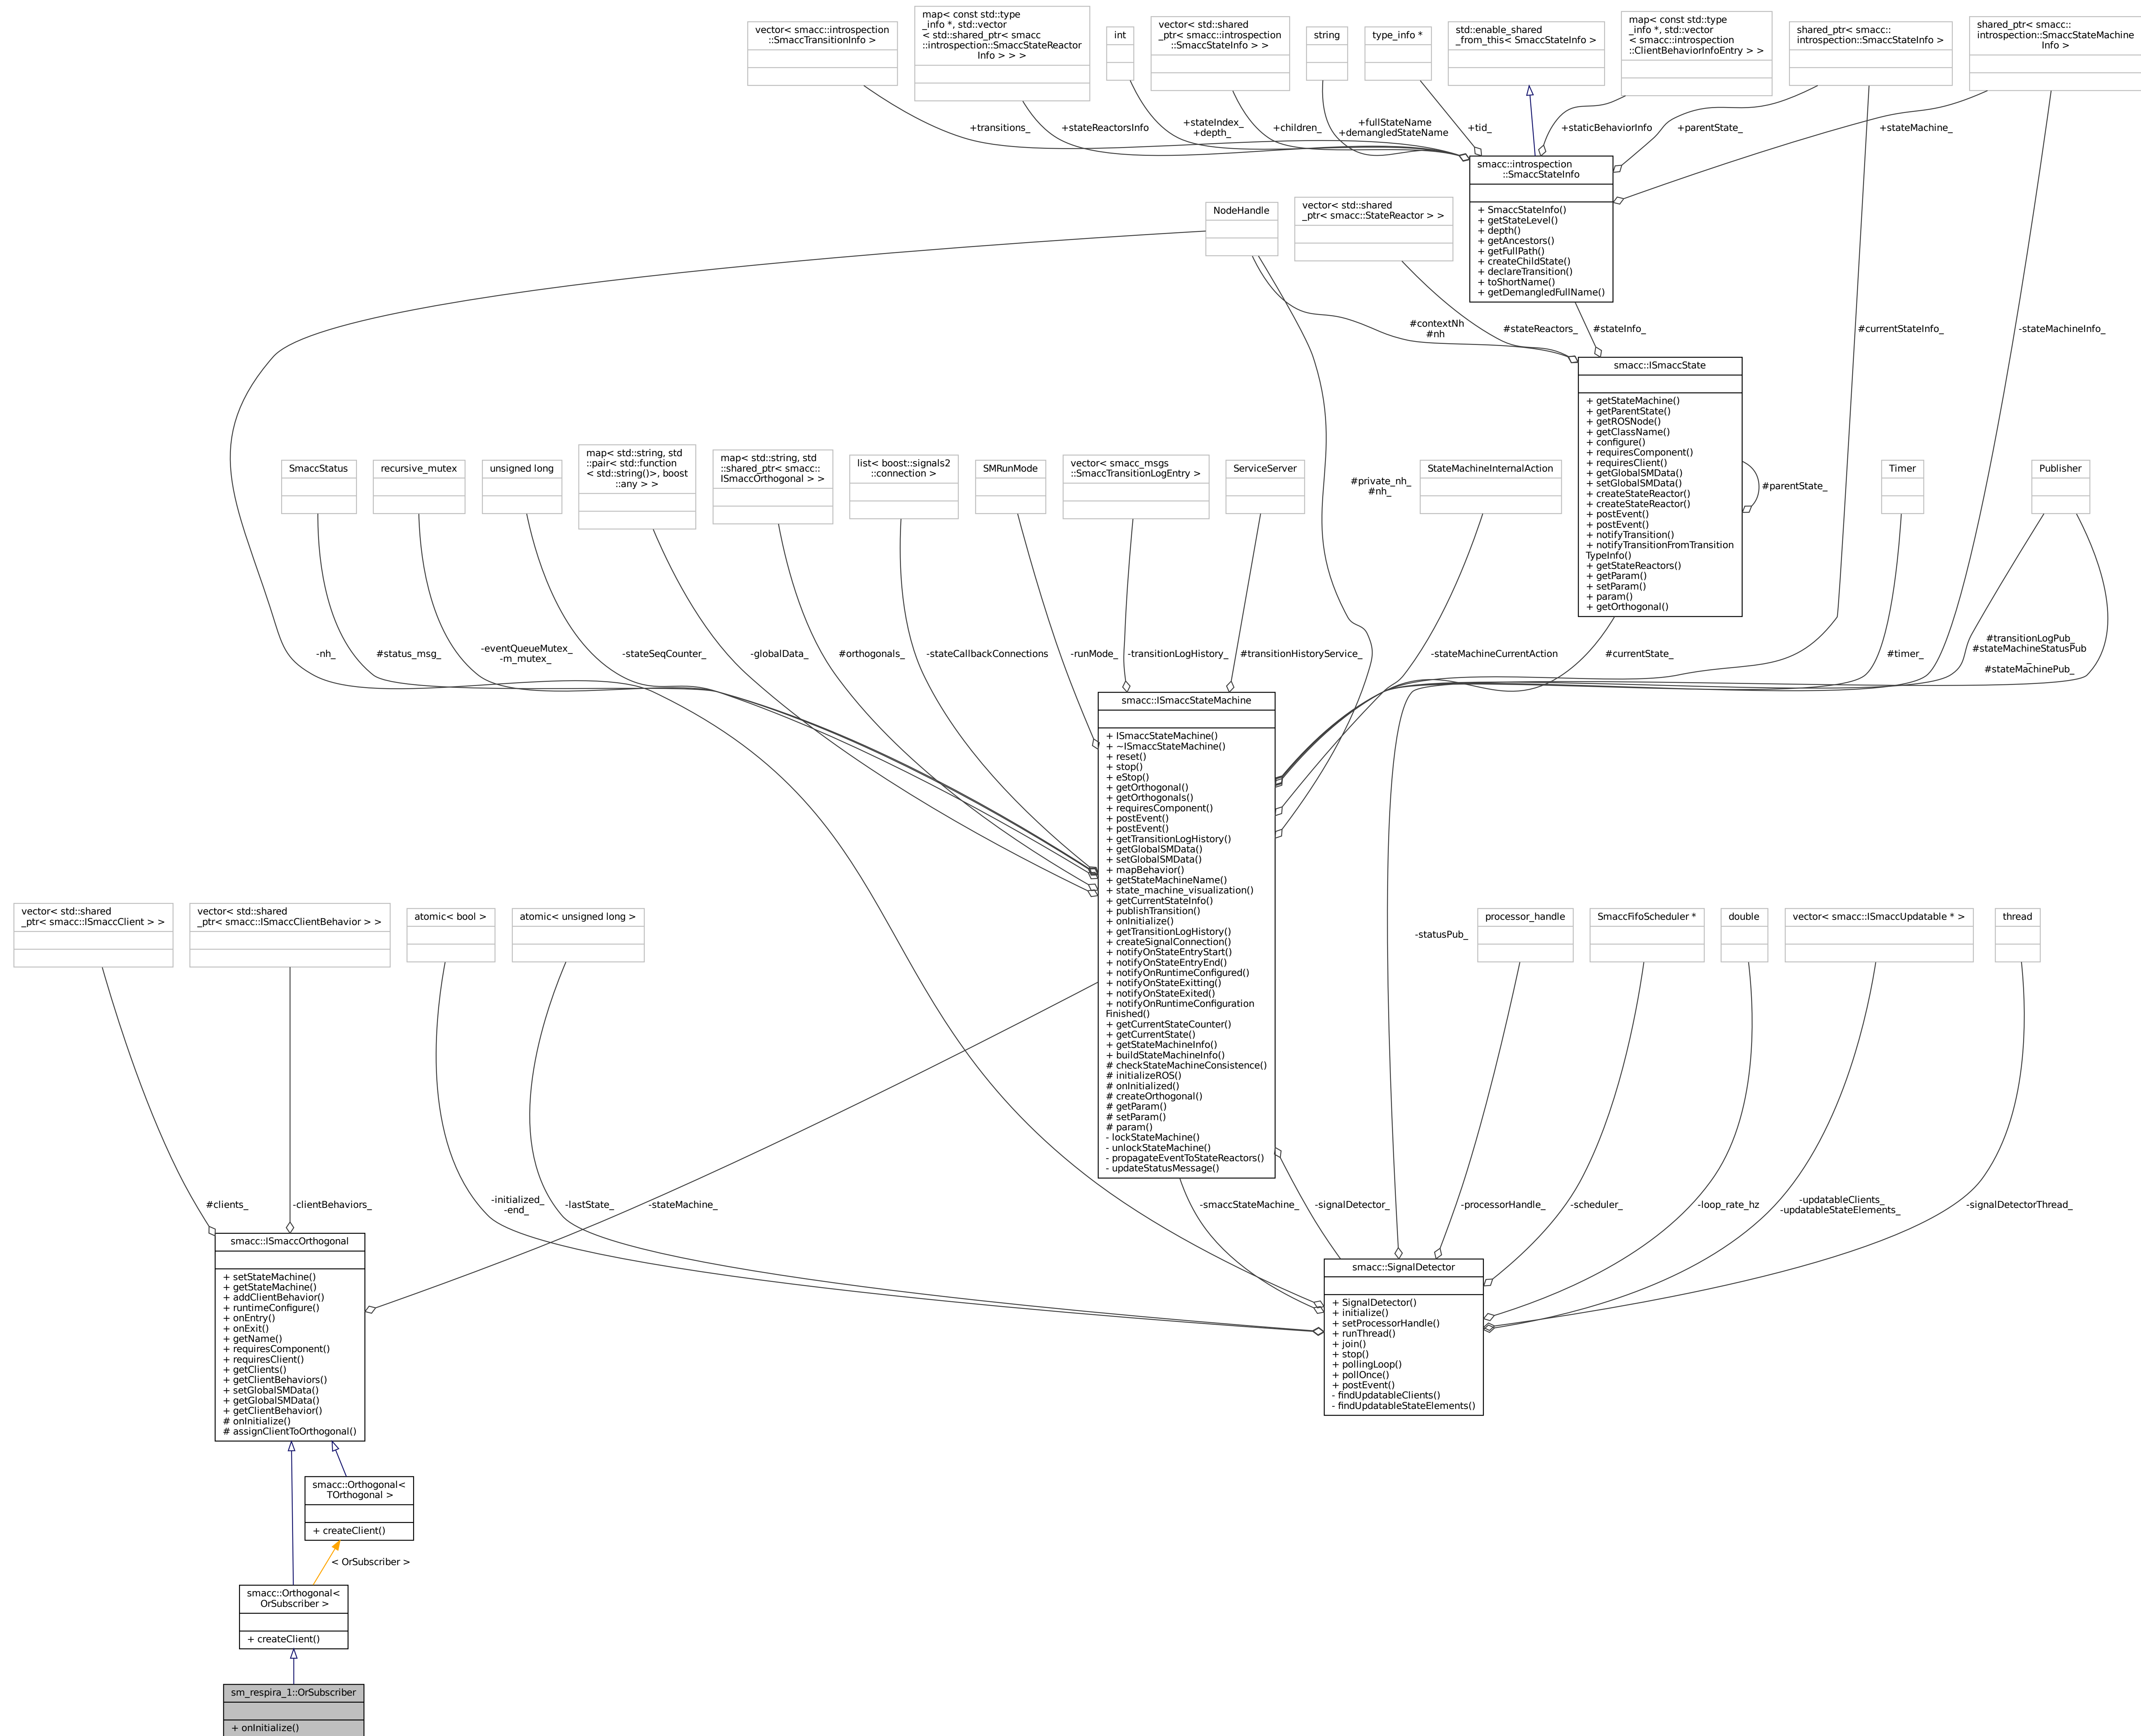 vector< smacc::introspection
::SmaccTransitionInfo >
map< const std::type
_info *, std::vector
< std::shared_ptr< smacc
::introspection::SmaccStateReactor
Info > > >
int
vector< std::shared
_ptr< smacc::introspection
::SmaccStateInfo > >
string
type_info *
std::enable_shared
_from_this< SmaccStateInfo >
map< const std::type
_info *, std::vector
< smacc::introspection
::ClientBehaviorInfoEntry > >
shared_ptr< smacc::
introspection::SmaccStateInfo >
shared_ptr< smacc::
introspection::SmaccStateMachine
Info >
+transitions_
+stateReactorsInfo
+stateIndex_
+depth_
+children_
+fullStateName
+demangledStateName
+tid_
+staticBehaviorInfo
+parentState_
+stateMachine_
smacc::introspection
::SmaccStateInfo
+ SmaccStateInfo()
+ getStateLevel()
+ depth()
+ getAncestors()
+ getFullPath()
+ createChildState()
+ declareTransition()
+ toShortName()
+ getDemangledFullName()
NodeHandle
vector< std::shared
_ptr< smacc::StateReactor > >
#contextNh
#nh
#stateReactors_
#stateInfo_
#currentStateInfo_
-stateMachineInfo_
smacc::ISmaccState
+ getStateMachine()
+ getParentState()
+ getROSNode()
+ getClassName()
+ configure()
+ requiresComponent()
+ requiresClient()
+ getGlobalSMData()
+ setGlobalSMData()
+ createStateReactor()
+ createStateReactor()
+ postEvent()
+ postEvent()
+ notifyTransition()
+ notifyTransitionFromTransition
TypeInfo()
+ getStateReactors()
+ getParam()
+ setParam()
+ param()
+ getOrthogonal()
#parentState_
SmaccStatus
recursive_mutex
unsigned long
map< std::string, std
::pair< std::function
< std::string()>, boost
::any > >
map< std::string, std
::shared_ptr< smacc::
ISmaccOrthogonal > >
list< boost::signals2
::connection >
SMRunMode
vector< smacc_msgs
::SmaccTransitionLogEntry >
ServiceServer
#private_nh_
#nh_
StateMachineInternalAction
Timer
Publisher
-nh_
#status_msg_
-eventQueueMutex_
-m_mutex_
-stateSeqCounter_
-globalData_
#orthogonals_
-stateCallbackConnections
-runMode_
-transitionLogHistory_
#transitionHistoryService_
-stateMachineCurrentAction
#currentState_
#timer_
#transitionLogPub_
#stateMachineStatusPub
_
#stateMachinePub_
smacc::ISmaccStateMachine
+ ISmaccStateMachine()
+ ~ISmaccStateMachine()
+ reset()
+ stop()
+ eStop()
+ getOrthogonal()
+ getOrthogonals()
+ requiresComponent()
+ postEvent()
+ postEvent()
+ getTransitionLogHistory()
+ getGlobalSMData()
+ setGlobalSMData()
+ mapBehavior()
+ getStateMachineName()
+ state_machine_visualization()
+ getCurrentStateInfo()
+ publishTransition()
+ onInitialize()
+ getTransitionLogHistory()
+ createSignalConnection()
+ notifyOnStateEntryStart()
+ notifyOnStateEntryEnd()
+ notifyOnRuntimeConfigured()
+ notifyOnStateExitting()
+ notifyOnStateExited()
+ notifyOnRuntimeConfiguration
Finished()
+ getCurrentStateCounter()
+ getCurrentState()
+ getStateMachineInfo()
+ buildStateMachineInfo()
# checkStateMachineConsistence()
# initializeROS()
# onInitialized()
# createOrthogonal()
# getParam()
# setParam()
# param()
- lockStateMachine()
- unlockStateMachine()
- propagateEventToStateReactors()
- updateStatusMessage()
vector< std::shared
_ptr< smacc::ISmaccClient > >
vector< std::shared
_ptr< smacc::ISmaccClientBehavior > >
atomic< bool >
atomic< unsigned long >
-statusPub_
processor_handle
SmaccFifoScheduler *
double
vector< smacc::ISmaccUpdatable * >
thread
#clients_
-clientBehaviors_
-initialized_
-end_
-lastState_
-stateMachine_
-smaccStateMachine_
-signalDetector_
-processorHandle_
-scheduler_
-loop_rate_hz
-updatableClients_
-updatableStateElements_
-signalDetectorThread_
smacc::ISmaccOrthogonal
+ setStateMachine()
+ getStateMachine()
+ addClientBehavior()
+ runtimeConfigure()
+ onEntry()
+ onExit()
+ getName()
+ requiresComponent()
+ requiresClient()
+ getClients()
+ getClientBehaviors()
+ setGlobalSMData()
+ getGlobalSMData()
+ getClientBehavior()
# onInitialize()
# assignClientToOrthogonal()
smacc::SignalDetector
+ SignalDetector()
+ initialize()
+ setProcessorHandle()
+ runThread()
+ join()
+ stop()
+ pollingLoop()
+ pollOnce()
+ postEvent()
- findUpdatableClients()
- findUpdatableStateElements()
smacc::Orthogonal<
TOrthogonal >
+ createClient()
< OrSubscriber >
smacc::Orthogonal<
OrSubscriber >
+ createClient()
sm_respira_1::OrSubscriber
+ onInitialize()